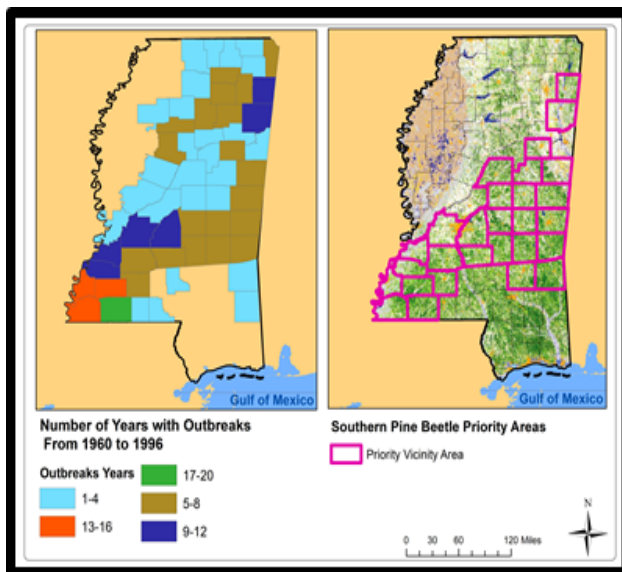 Gulf of Mexico
Gulf of Mexico
Number of Years with Outbreaks
From 1960 to 1996
Outbreaks Years
1-4
13-16
17-20
5-8
9-12
Southern Pine Beetle Priority Areas
Priority Vicinity Area
N
0 30 60 120 Miles